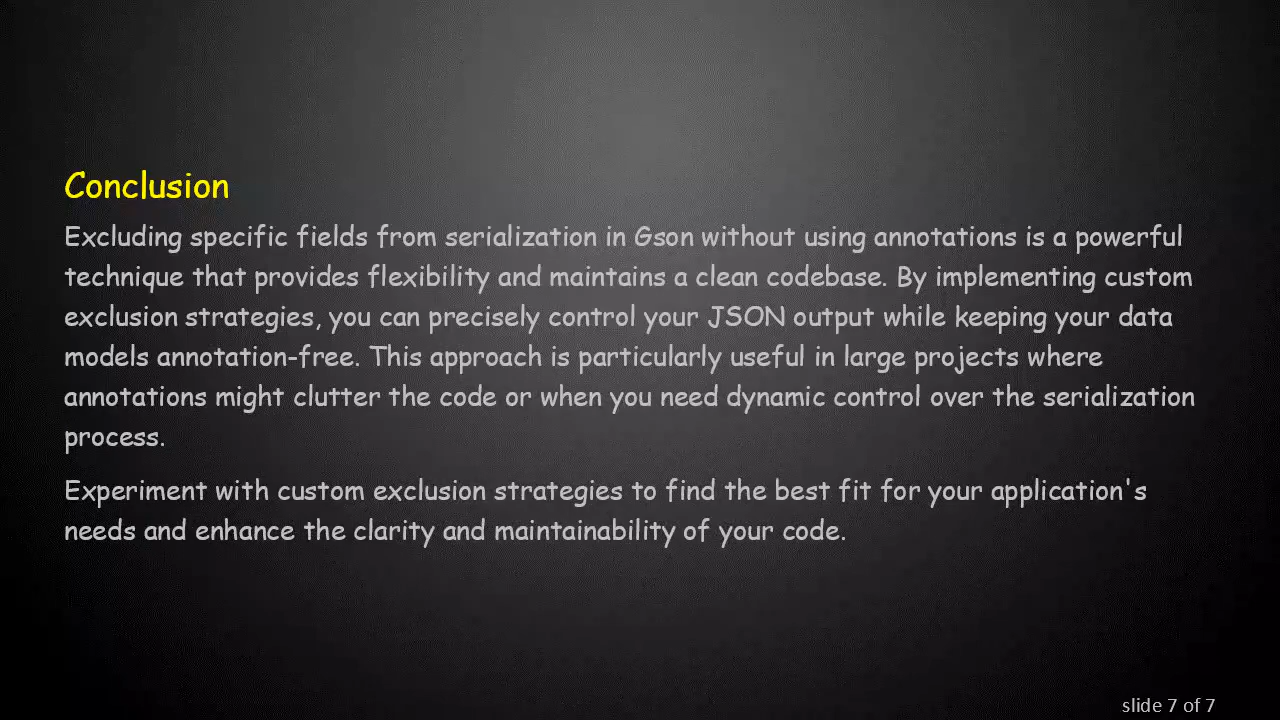 Conclusion
Excluding specific fields from serialization in Gson without using annotations is a powerful
technique that provides flexibility and maintains a clean codebase. By implementing custom
exclusion strategies, you can precisely control your JSON output while keeping your data
models annotation-free. This approach is particularly useful in large projects where
annotations might clutter the code or when you need dynamic control over the serialization
process.
Experiment with custom exclusion strategies to find the best fit for your application's
needs and enhance the clarity and maintainability of your code.
slide 7 of 7